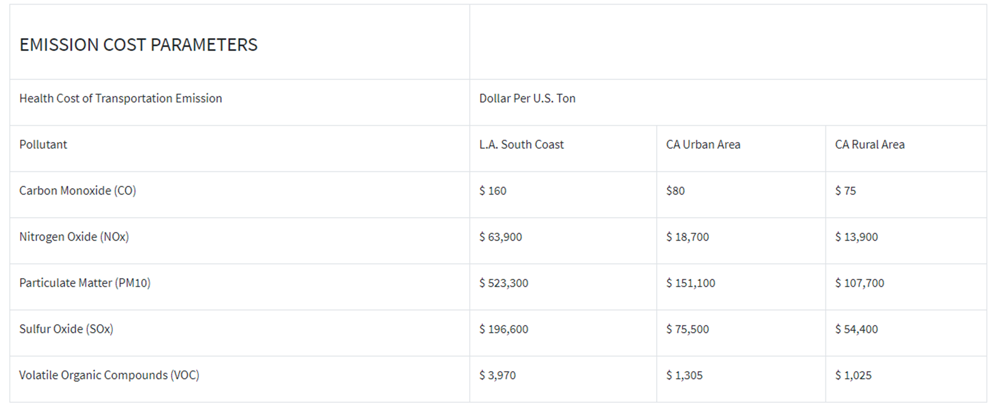 EMISSION COST PARAMETERS
Health Cost of Transportation Emission Dollar Per U.S. Ton
Pollutant L.A. South Coast CA Urban Area CA Rural Area
Carbon Monoxide (CO) $ 160 $80 $ 75
Nitrogen Oxide (NOx) $ 63,900 $ 18,700 $ 13,900
Particulate Matter (PM10) $ 523,300 $ 151,100 $ 107,700
Sulfur Oxide (SOx) $ 196,600 $ 75,500 $ 54,400
Volatile Organic Compounds (VOC) $ 3,970 $ 1,305 $ 1,025